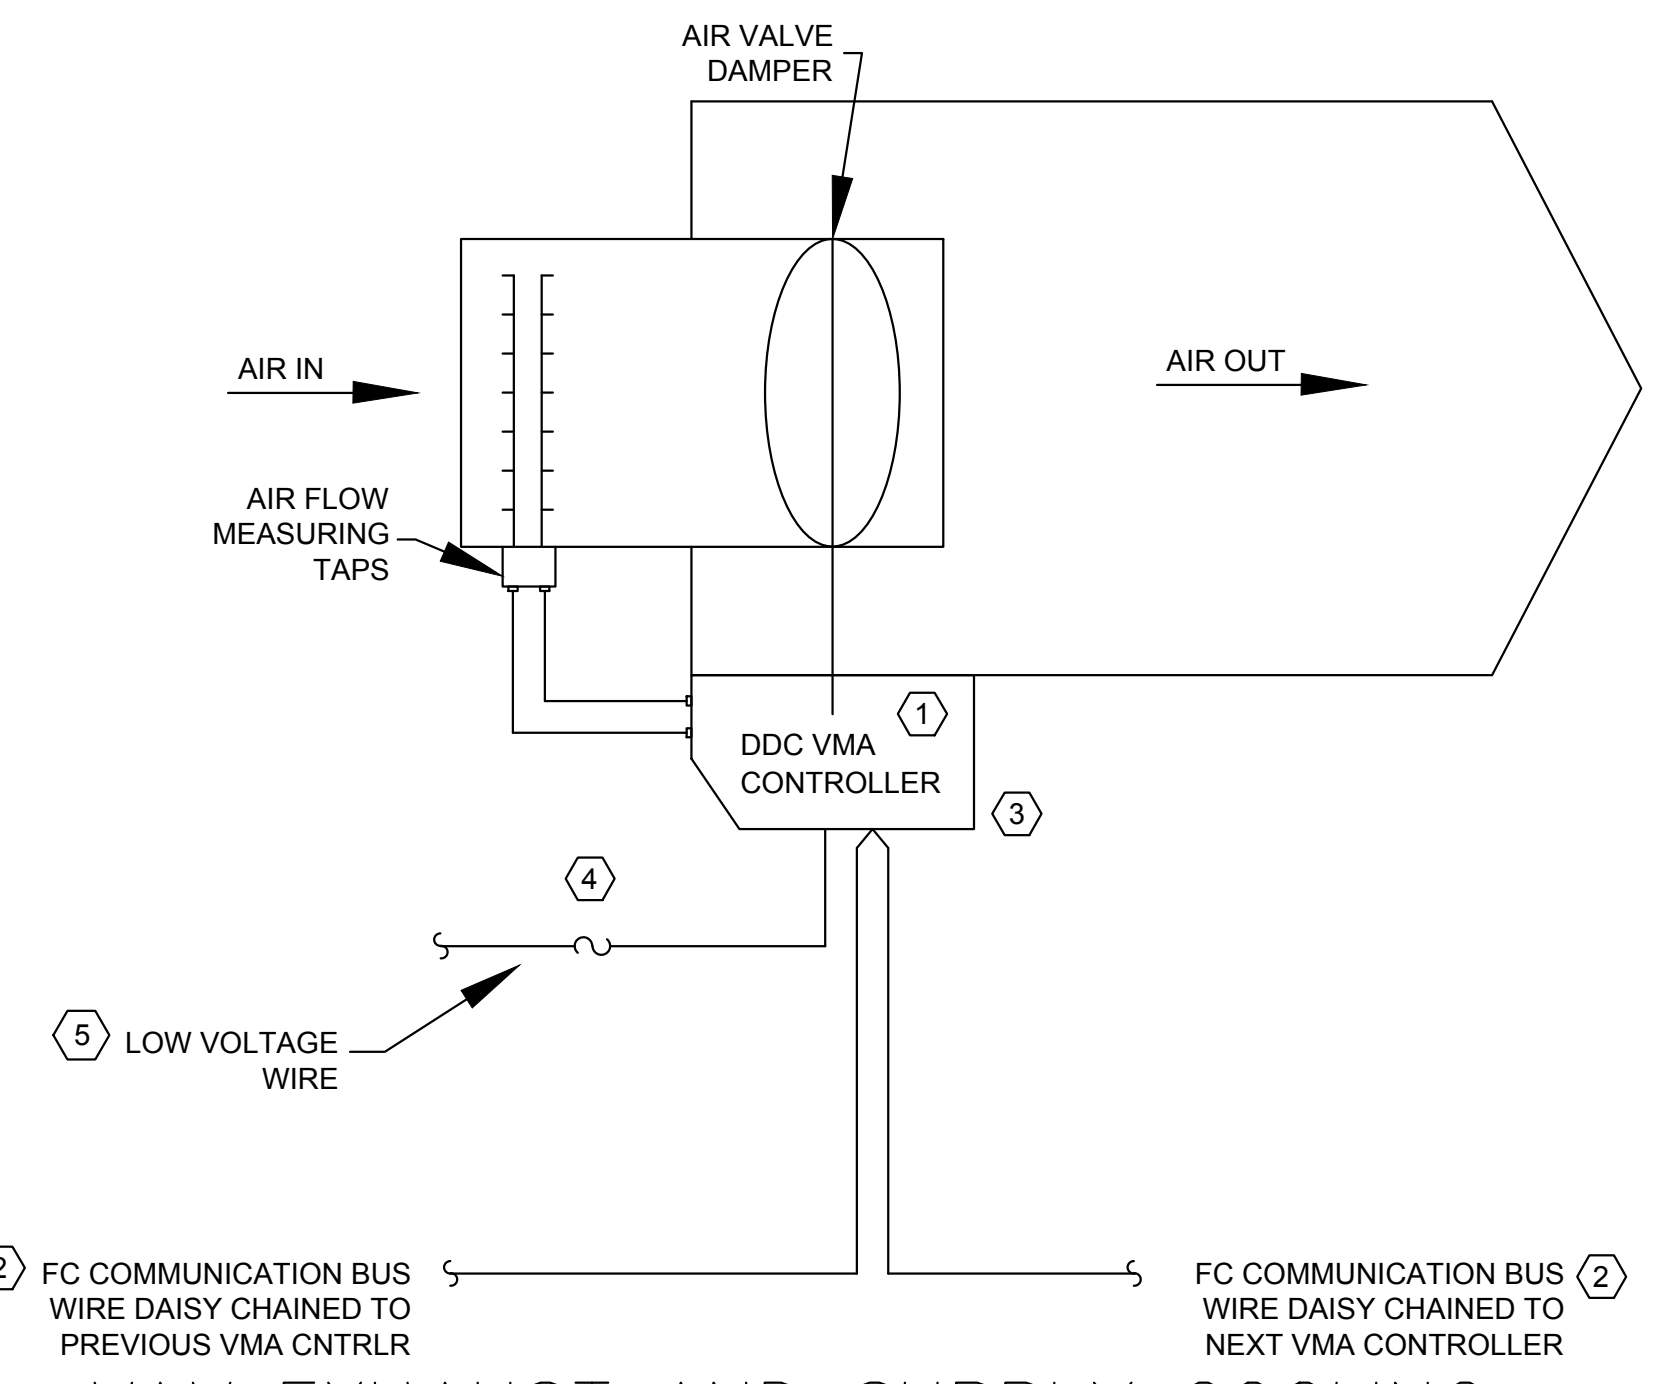 AIR VALVE
DAMPER
AIR IN
AIR OUT
AIR FLOW
MEASURING
TAPS
1
DDC VMA
CONTROLLER
3
4
5
LOW VOLTAGE
WIRE
2
FC COMMUNICATION BUS
WIRE DAISY CHAINED TO
PREVIOUS VMA CNTRLR
FC COMMUNICATION BUS
WIRE DAISY CHAINED TO
NEXT VMA CONTROLLER
2